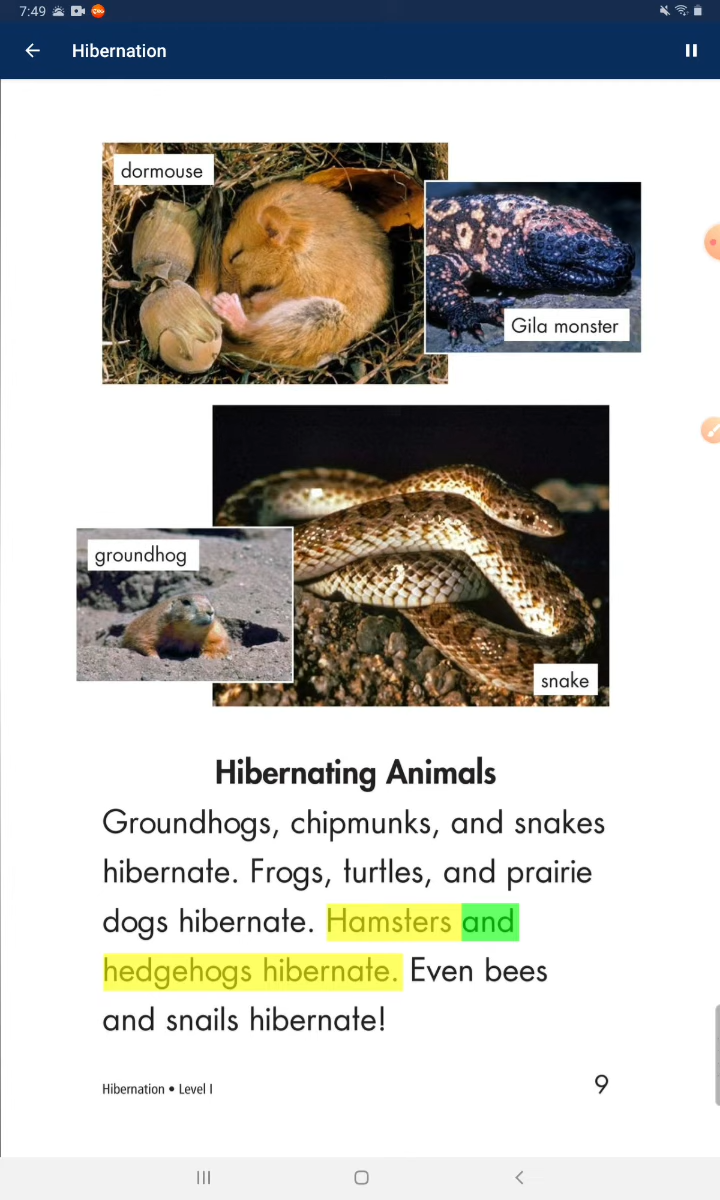 7:49
Hibernation
dormouse
Gila monster
groundhog
snake
Hibernating Animals
Groundhogs, chipmunks, and snakes
hibernate. Frogs, turtles, and prairie
dogs hibernate. Hamsters and
hedgehogs hibernate. Even bees
and snails hibernate!
Hibernation • Level I
9